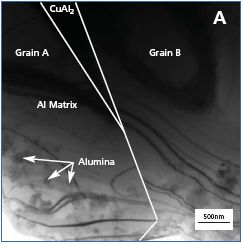 CuAl2
A
Grain A
Grain B
Al Matrix
Alumina
500nm